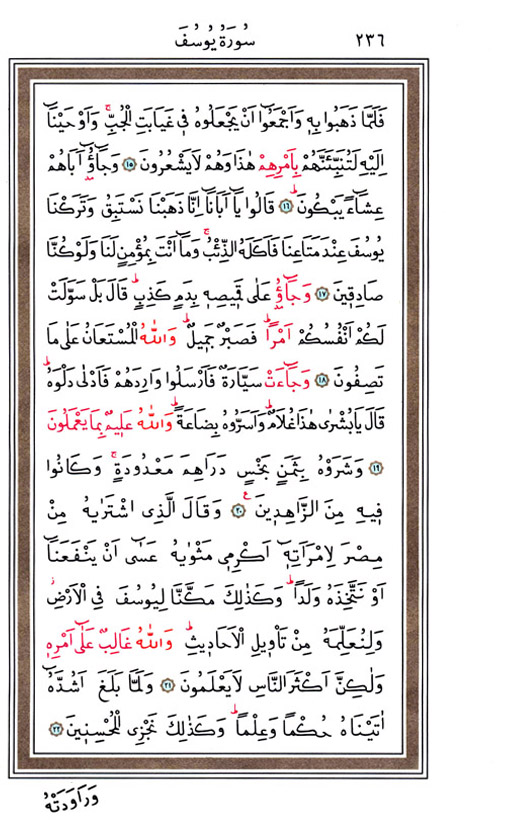 ٢٣٦ سُورَةُ يُوسُفَ
فَلَمَّا ذَهَبُوا بِهٖ وَاَجْمَعُٓوا اَنْ يَجْعَلُوهُ فٖي غَيَابَتِ الْجُبِّۚ وَاَوْحَيْنَٓا
اِلَيْهِ لَتُنَبِّئَنَّهُمْ بِاَمْرِهِمْ هٰذَا وَهُمْ لَا يَشْعُرُونَ ﴿١٥﴾ وَجَٓاؤُٓ اَبَاهُمْ
عِشَٓاءً يَبْكُونَۜ ﴿١٦﴾ قَالُوا يَٓا اَبَانَٓا اِنَّا ذَهَبْنَا نَسْتَبِقُ وَتَرَكْنَا
يُوسُفَ عِنْدَ مَتَاعِنَا فَاَكَلَهُ الذِّئْبُۚ وَمَٓا اَنْتَ بِمُؤْمِنٍ لَنَا وَلَوْ كُنَّا
صَادِقٖينَ ﴿١٧﴾ وَجَٓاؤُ عَلٰى قَمٖيصِهٖ بِدَمٍ كَذِبٍۜ قَالَ بَلْ سَوَّلَتْ
لَكُمْ اَنْفُسُكُمْ اَمْرًاۜ فَصَبْرٌ جَمٖيلٌۜ وَاللّٰهُ الْمُسْتَعَانُ عَلٰى مَا
تَصِفُونَ ﴿١٨﴾ وَجَٓاءَتْ سَيَّارَةٌ فَاَرْسَلُوا وَارِدَهُمْ فَاَدْلٰى دَلْوَهُۜ
قَالَ يَا بُشْرٰى هٰذَا غُلَامٌۜ وَاَسَرُّوهُ بِضَاعَةًۜ وَاللّٰهُ عَلٖيمٌ بِمَا يَعْمَلُونَ
﴿١٩﴾ وَشَرَوْهُ بِثَمَنٍ بَخْسٍ دَرَاهِمَ مَعْدُودَةٍۚ وَكَانُوا
فٖيهِ مِنَ الزَّاهِدٖينَࣖ ﴿٢٠﴾ وَقَالَ الَّذِي اشْتَرٰيهُ مِنْ
مِصْرَ لِامْرَاَتِهٖٓ اَكْرِمٖي مَثْوٰيهُ عَسٰٓى اَنْ يَنْفَعَنَٓا
اَوْ نَتَّخِذَهُ وَلَدًاۜ وَكَذٰلِكَ مَكَّنَّا لِيُوسُفَ فِي الْاَرْضِؗ
وَلِنُعَلِّمَهُ مِنْ تَأْوٖيلِ الْاَحَادٖيثِۜ وَاللّٰهُ غَالِبٌ عَلٰٓى اَمْرِهٖ
وَلٰكِنَّ اَكْثَرَ النَّاسِ لَا يَعْلَمُونَ ﴿٢١﴾ وَلَمَّا بَلَغَ اَشُدَّهُٓ
اٰتَيْنَاهُ حُكْمًا وَعِلْمًاۜ وَكَذٰلِكَ نَجْزِي الْمُحْسِنٖينَ ﴿٢٢﴾
وَرَاوَدَتْهُ